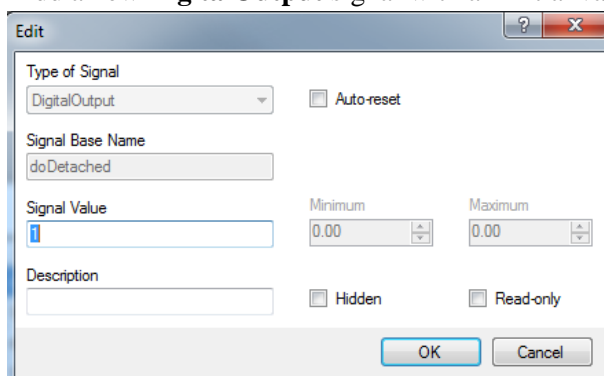 Edit
Type of Signal
DigitalOutput
Auto-reset
Signal Base Name
doDetached
Signal Value
Minimum
Maximum
1
0.00
0.00
Description
Hidden
Read-only
OK
Cancel